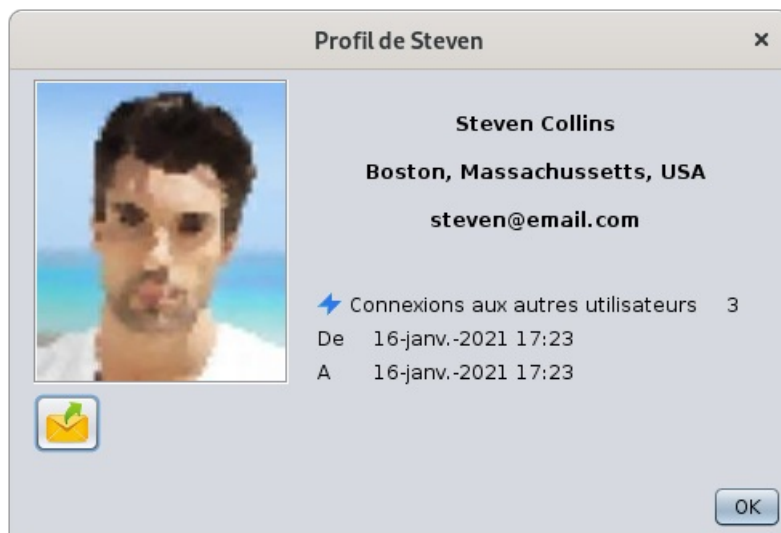 Profil de Steven
Steven Collins
Boston, Massachussetts, USA
steven@email.com
Connexions aux autres utilisateurs 3
De 16-janv.-2021 17:23
A 16-janv.-2021 17:23
OK